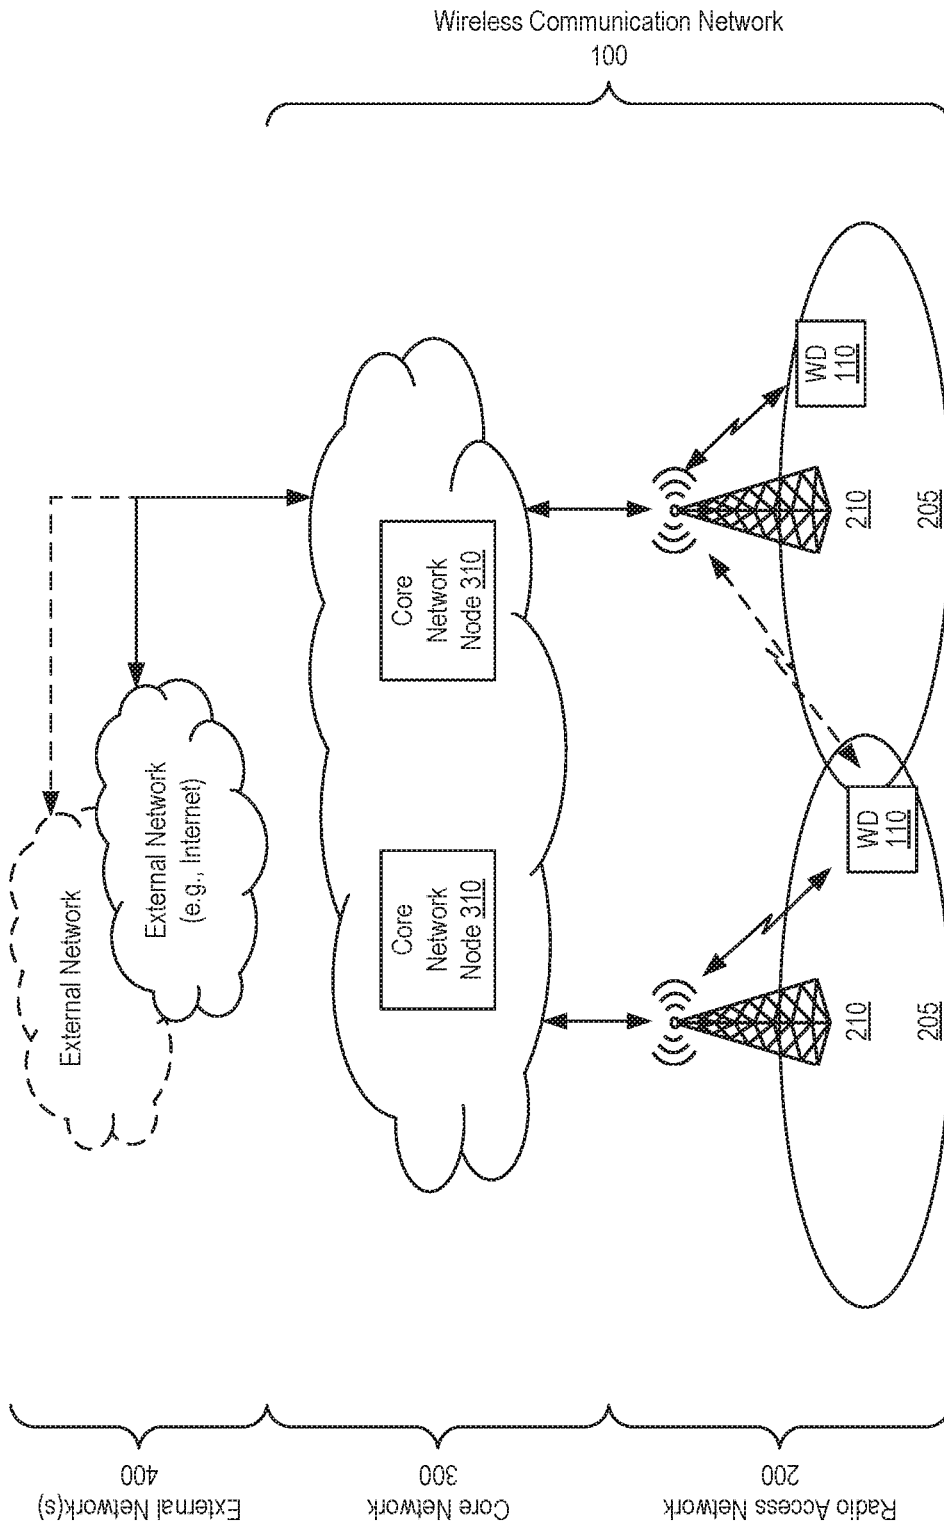 Wireless Communication Network
100
External Network(s)
400
External Network
External Network
(e.g., Internet)
Core Network
300
Core
Network
Node 310
Core
Network
Node 310
Radio Access Network
200
210
205
WD
110
210
205
WD
110